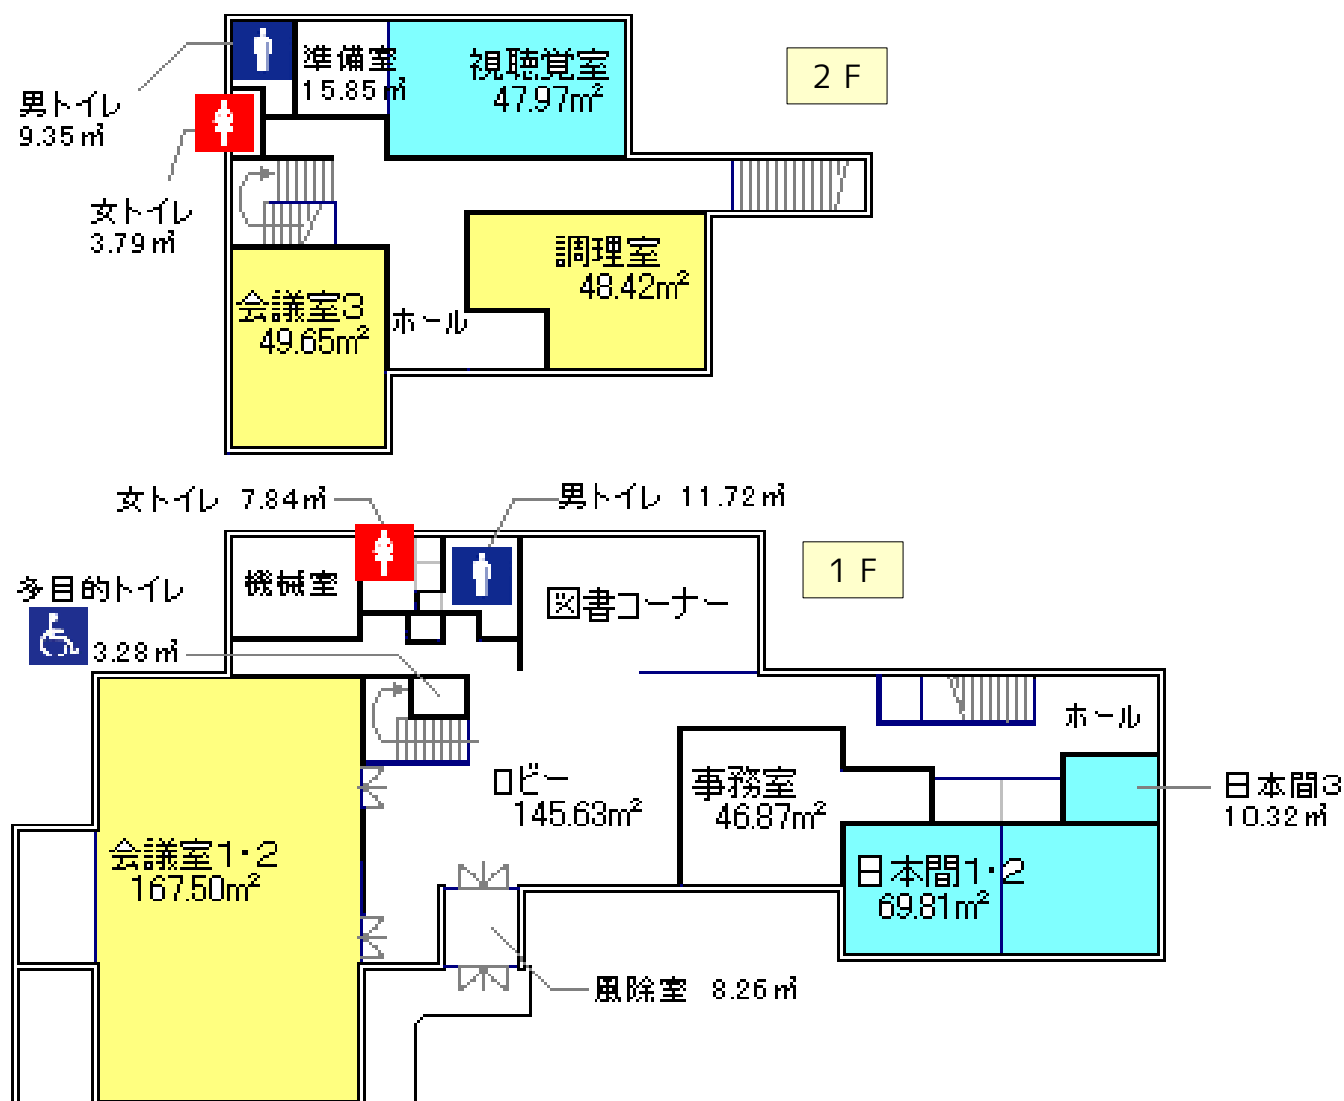 準備室
15.85㎡
視聴覚室
47.97m²
2F
男トイレ
9.35㎡
女トイレ
3.79㎡
調理室
48.42m²
会議室3
49.65m²
ホール
女トイレ 7.84㎡
男トイレ 11.72㎡
1F
機械室
図書コーナー
多目的トイレ
3.28㎡
ホール
ロビー
145.63m²
事務室
46.87m²
日本間3
10.32㎡
会議室1・2
167.50m²
日本間1・2
69.81m²
風除室 8.26㎡